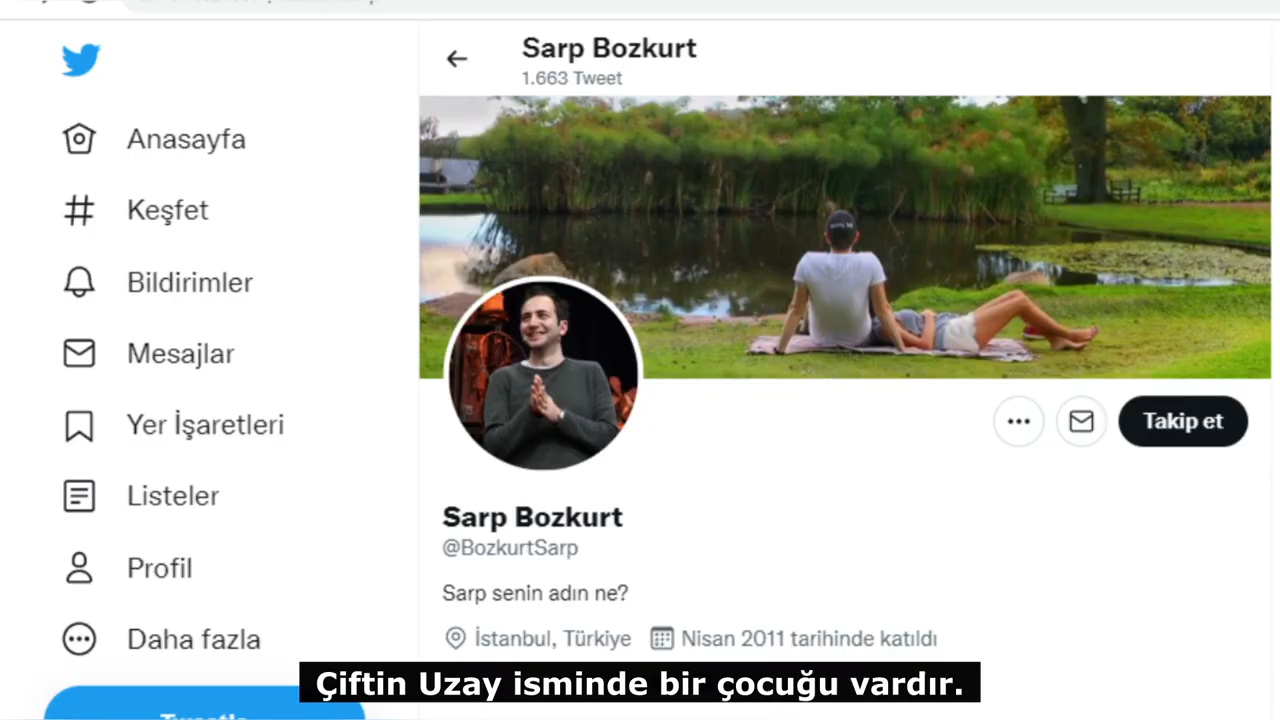 Sarp Bozkurt
1.663 Tweet
Anasayfa
Keşfet
Bildirimler
Mesajlar
Yer İşaretleri
Listeler
Profil
Daha fazla
Takip et
Sarp Bozkurt
@BozkurtSarp
Sarp senin adın ne?
İstanbul, Türkiye Nisan 2011 tarihinde katıldı
Çiftin Uzay isminde bir çocuğu vardır.